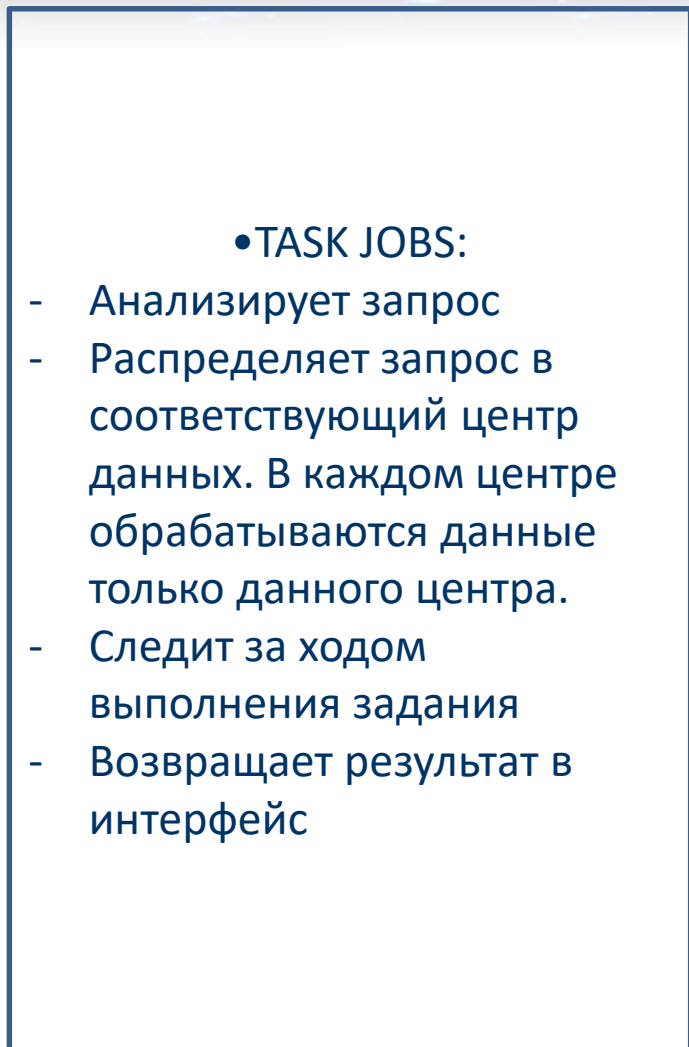 •TASK JOBS:
- Анализирует запрос
- Распределяет запрос в
соответствующий центр
данных. В каждом центре
обрабатываются данные
только данного центра.
- Следит за ходом
выполнения задания
- Возвращает результат в
интерфейс